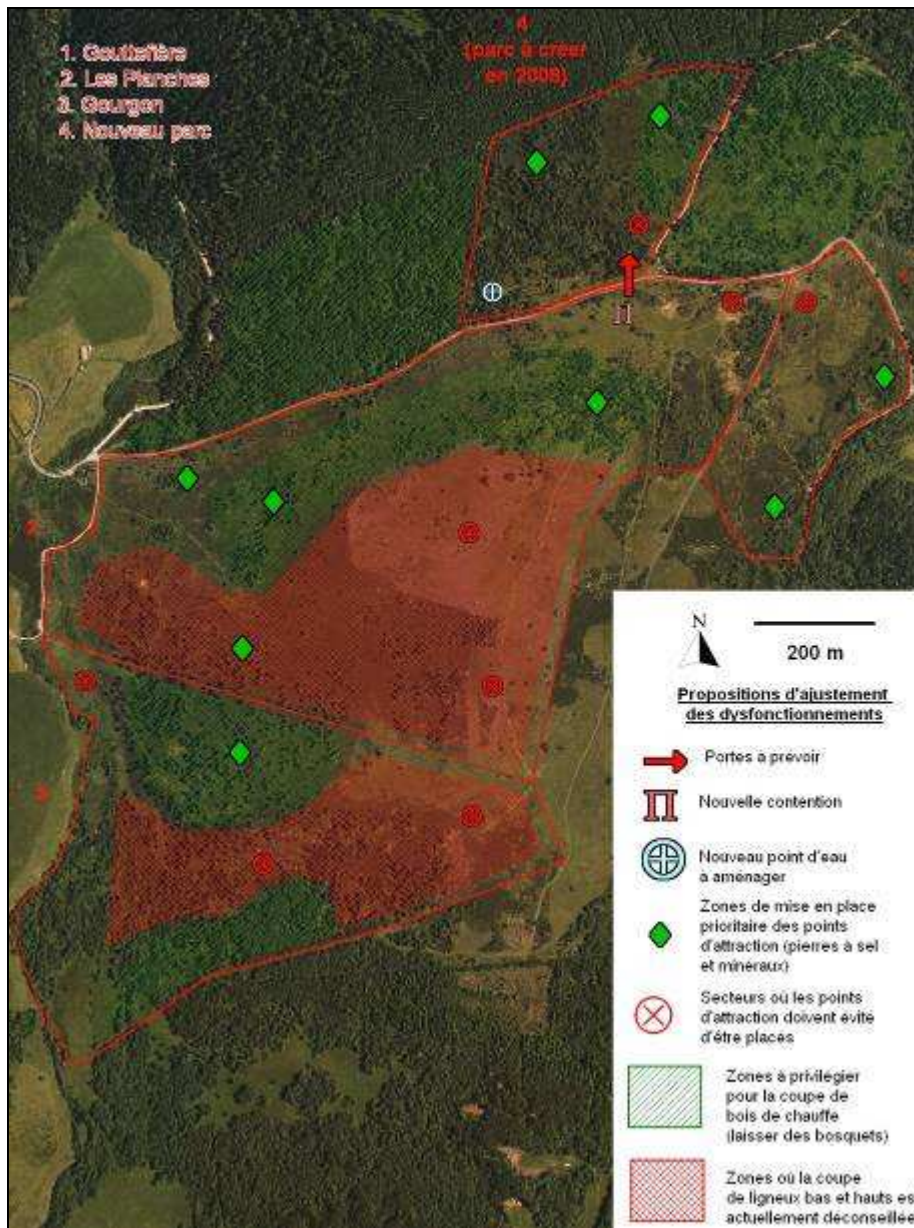 1. Gouttefière
2. Les Planches
3. Gourgon
4. Nouveau parc
4
(parc à créer
en 2008)
N
200 m
Propositions d'ajustement
des dysfonctionnements
Portes à prévoir
Nouvelle contention
Nouveau point d'eau
à aménager
Zones de mise en place
prioritaire des points
d'attraction (pierres à sel
et minéraux)
Secteurs où les points
d'attraction doivent évité
d'être placés
Zones à privilégier
pour la coupe de
bois de chauffe
(laisser des bosquets)
Zones où la coupe
de ligneux bas et hauts es
actuellement déconseillée